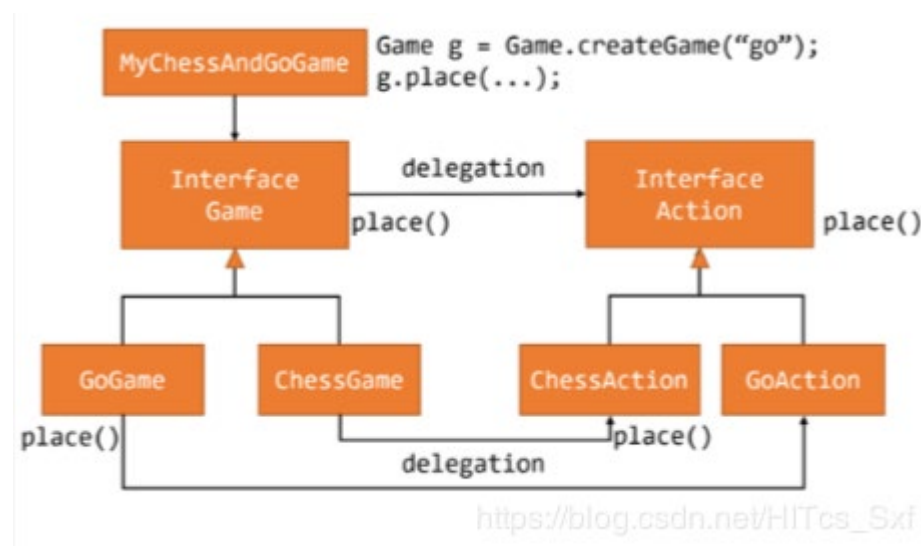 MyChessAndGoGame
Game g = Game.createGame(“go”);
g.place(...);
Interface
Game
delegation
Interface
Action
place()
place()
GoGame
ChessGame
ChessAction
GoAction
place()
place()
delegation
https://blog.csdn.net/HITcs_Sxf